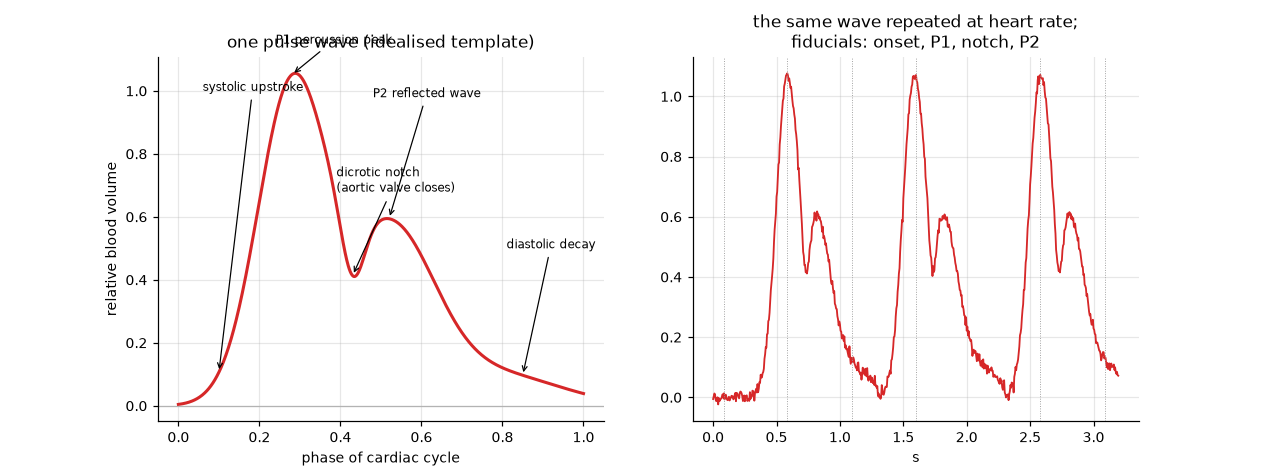 one pulse wave (idealised template)
P1 percussion peak
systolic upstroke
P2 reflected wave
dicrotic notch
(aortic valve closes)
diastolic decay
relative blood volume
1.0
0.8
0.6
0.4
0.2
0.0
0.0 0.2 0.4 0.6 0.8 1.0
phase of cardiac cycle
the same wave repeated at heart rate;
fiducials: onset, P1, notch, P2
1.0
0.8
0.6
0.4
0.2
0.0
0.0 0.5 1.0 1.5 2.0 2.5 3.0
s